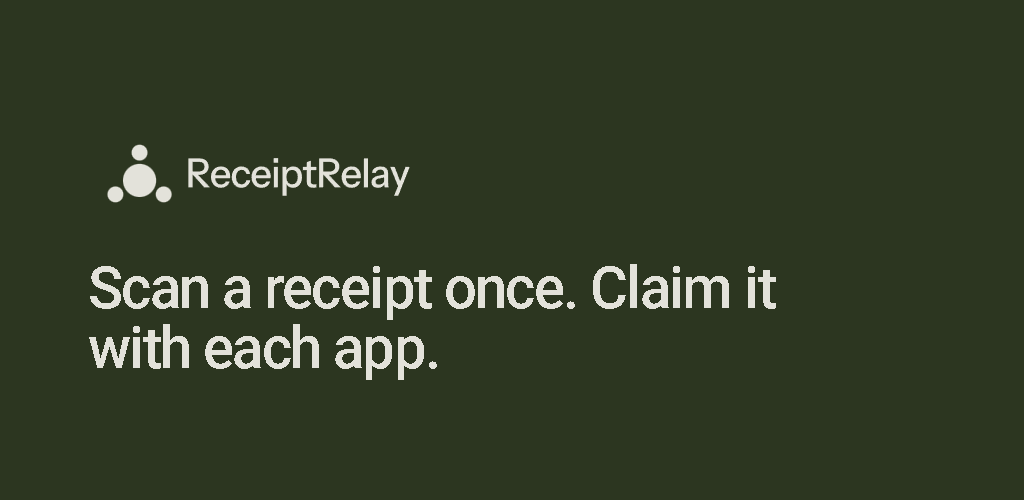 ReceiptRelay
Scan a receipt once. Claim it
with each app.